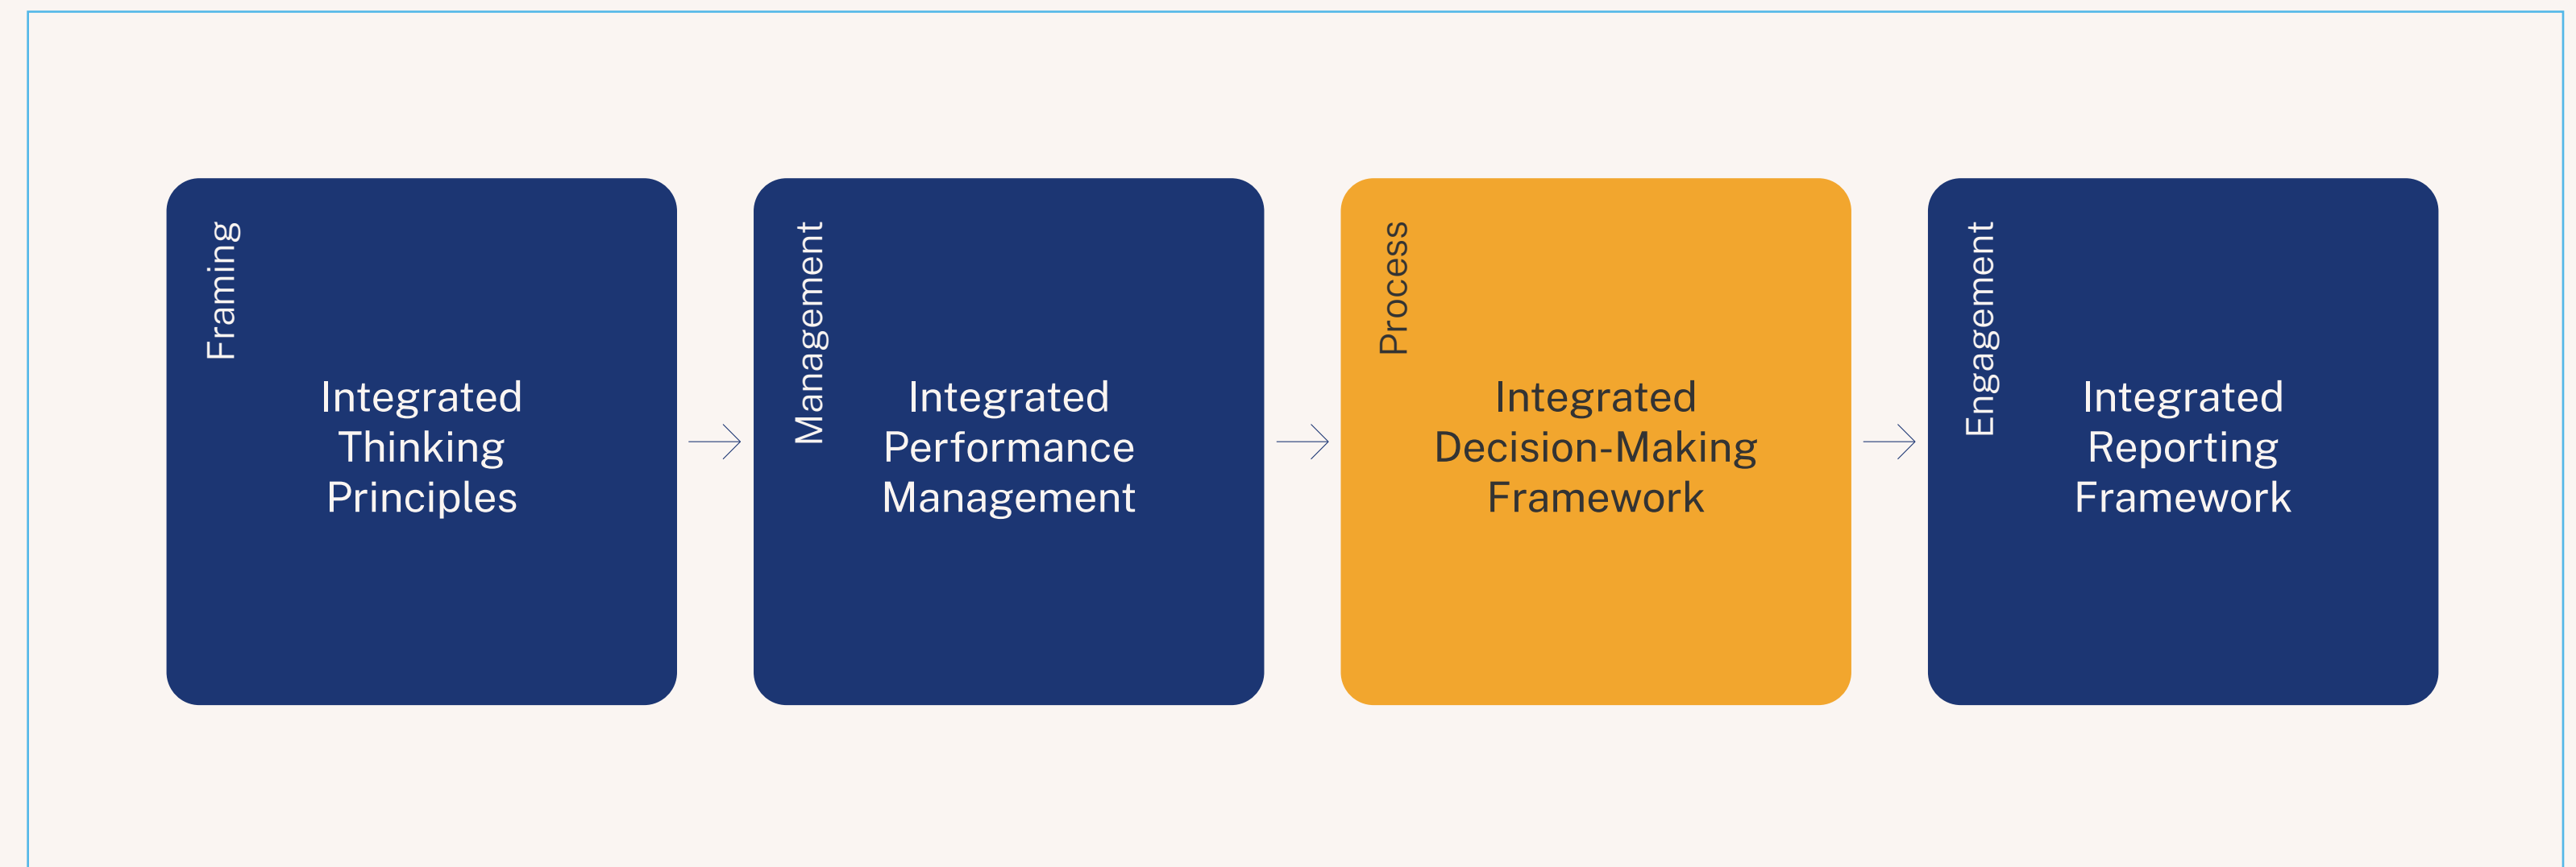 Framing
Integrated
Thinking
Principles
Management
Integrated
Performance
Management
Process
Integrated
Decision-Making
Framework
Engagement
Integrated
Reporting
Framework